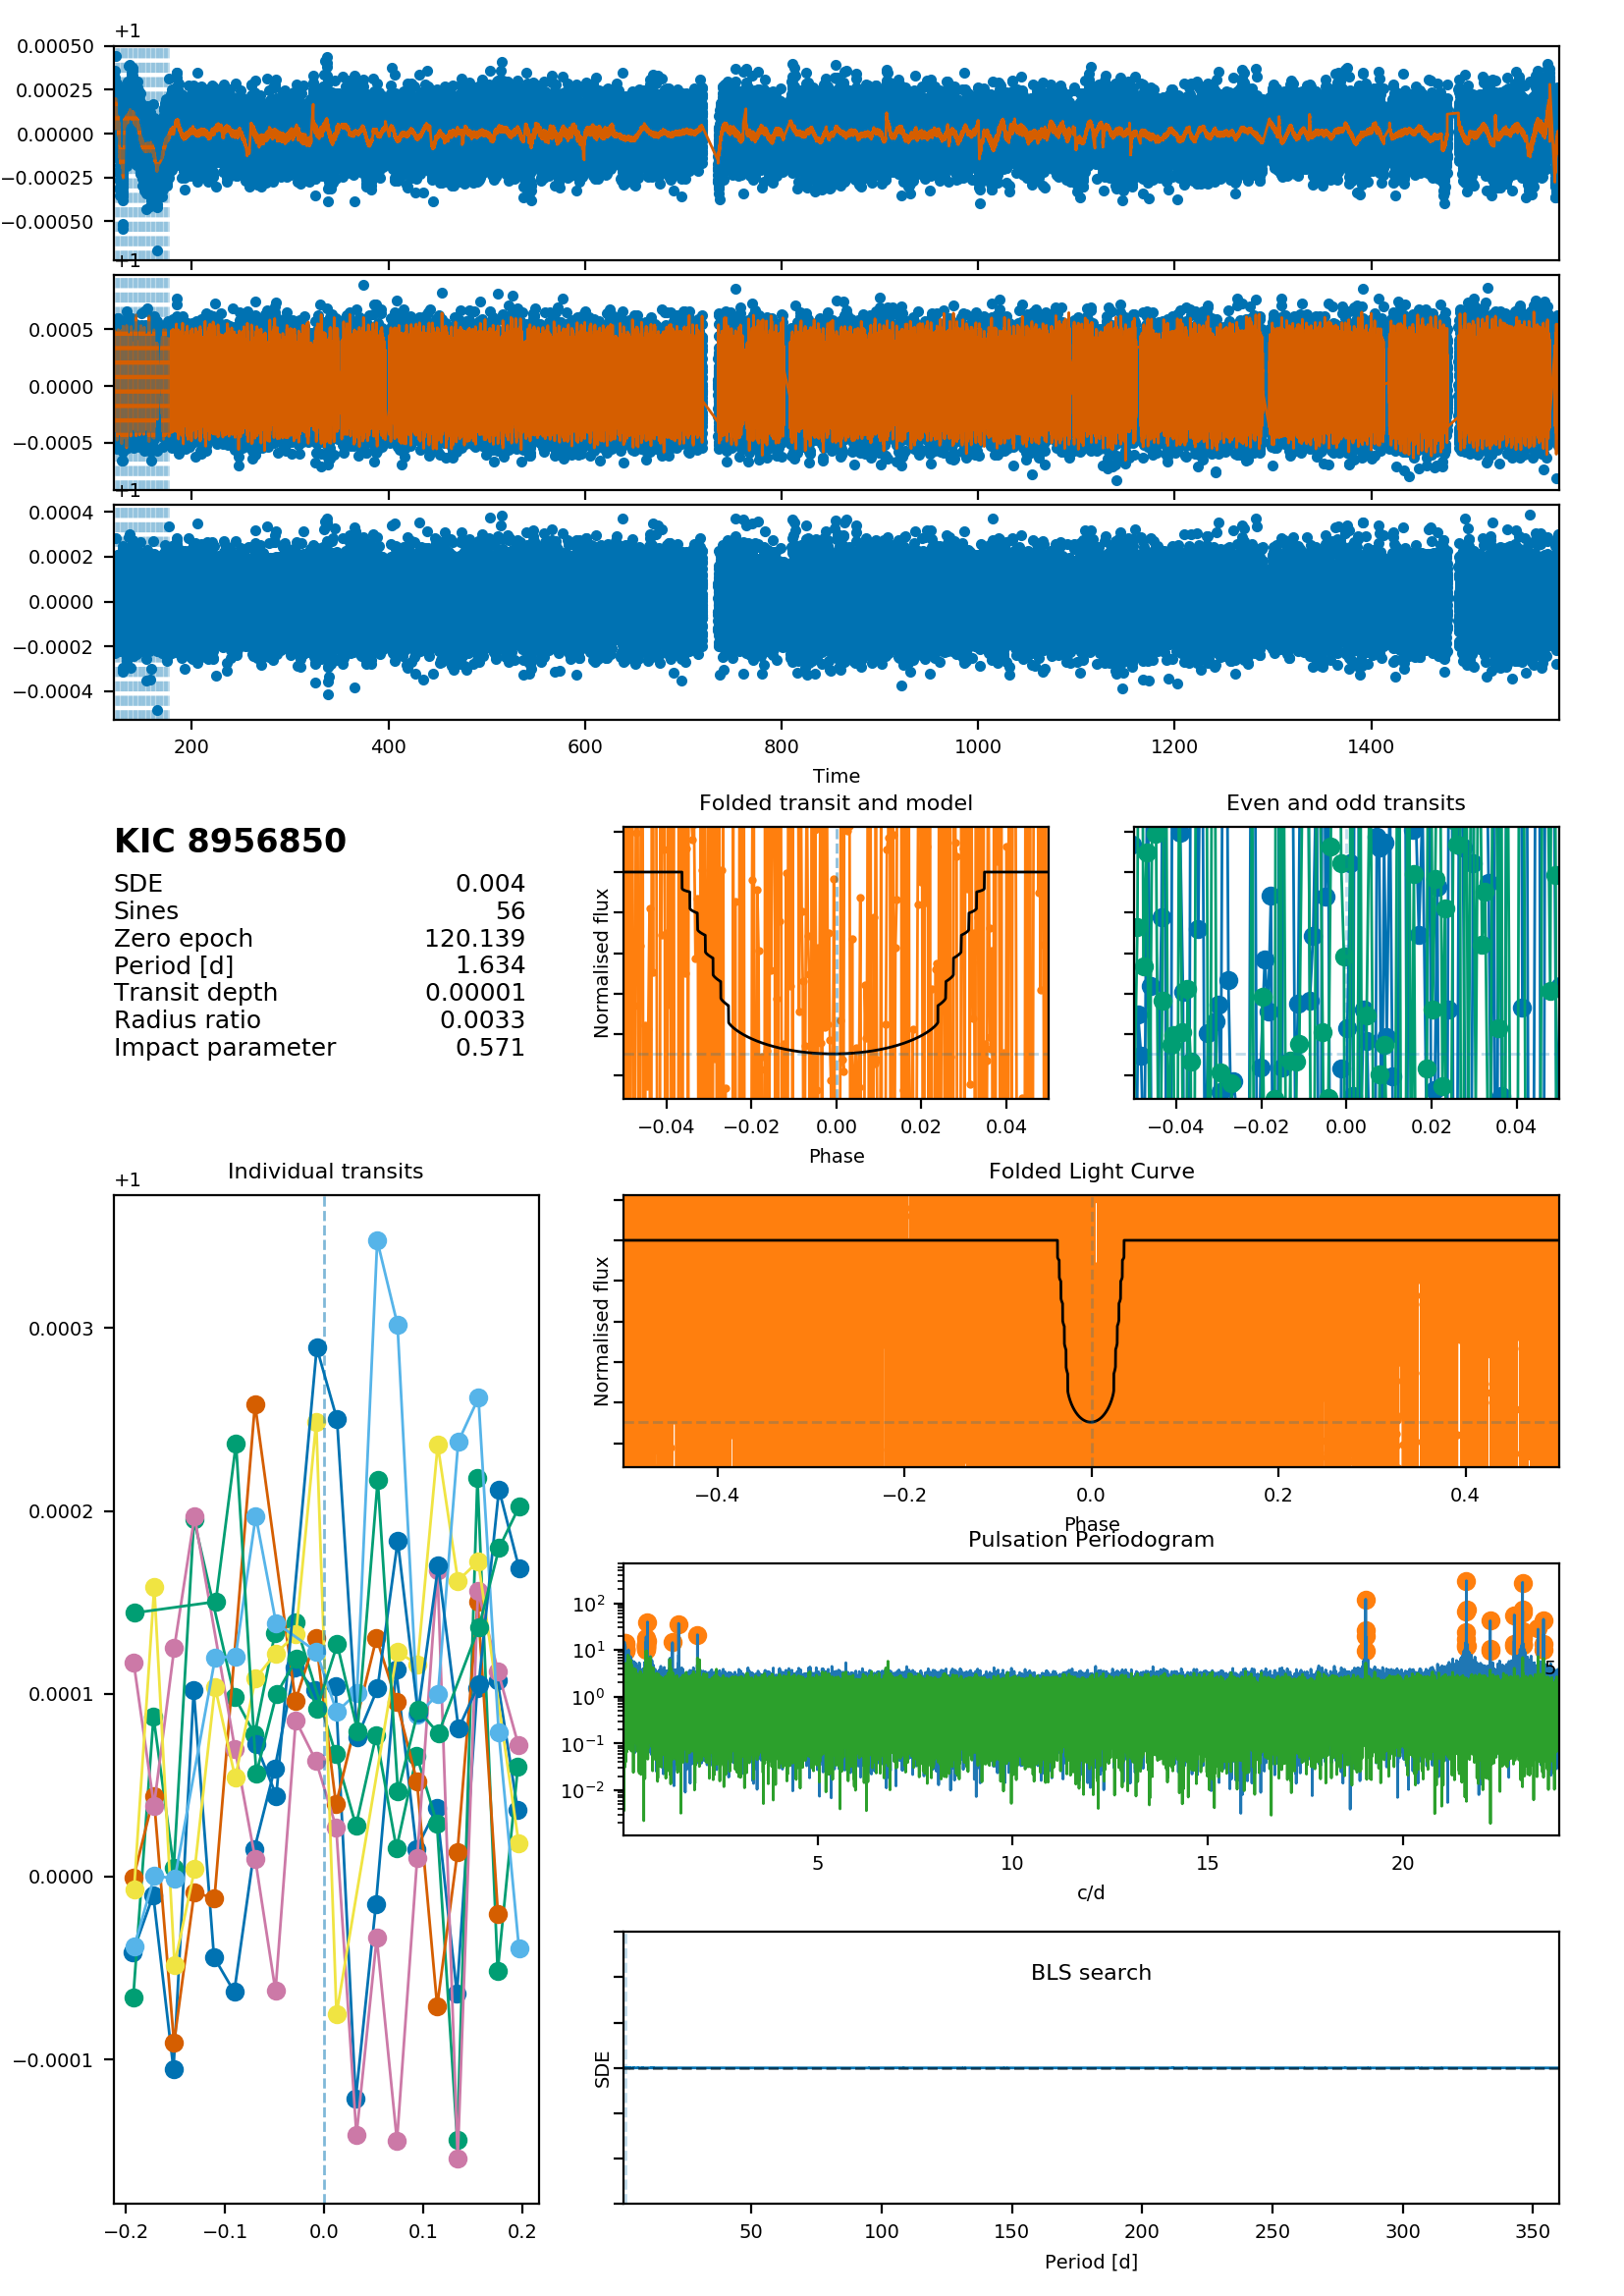 +1
0.00050
0.00025
0.00000
−0.00025
−0.00050
+1
0.0005
0.0000
−0.0005
+1
0.0004
0.0002
0.0000
−0.0002
−0.0004
200 400 600 800 1000 1200 1400
Time
KIC 8956850
SDE 0.004
Sines 56
Zero epoch 120.139
Period [d] 1.634
Transit depth 0.00001
Radius ratio 0.0033
Impact parameter 0.571
Folded transit and model
Normalised flux
−0.04 −0.02 0.00 0.02 0.04
Phase
Even and odd transits
−0.04 −0.02 0.00 0.02 0.04
Individual transits
+1
0.0003
0.0002
0.0001
0.0000
−0.0001
−0.2 −0.1 0.0 0.1 0.2
Folded Light Curve
Normalised flux
−0.4 −0.2 0.0 0.2 0.4
Phase
Pulsation Periodogram
10²
10¹
10⁰
10⁻¹
10⁻²
5
5 10 15 20
c/d
BLS search
SDE
50 100 150 200 250 300 350
Period [d]